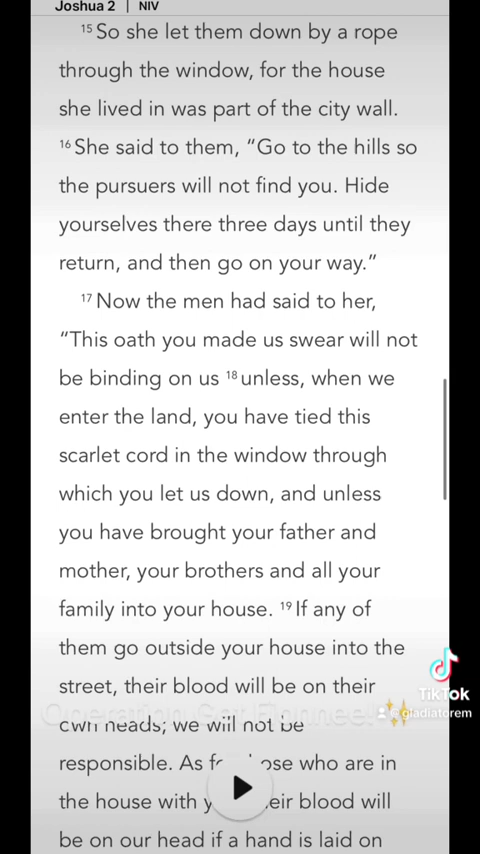 Joshua 2 | NIV
15 So she let them down by a rope
through the window, for the house
she lived in was part of the city wall.
16 She said to them, “Go to the hills so
the pursuers will not find you. Hide
yourselves there three days until they
return, and then go on your way.”
17 Now the men had said to her,
“This oath you made us swear will not
be binding on us 18 unless, when we
enter the land, you have tied this
scarlet cord in the window through
which you let us down, and unless
you have brought your father and
mother, your brothers and all your
family into your house. 19 If any of
them go outside your house into the
street, their blood will be on their
own heads; we will not be
responsible. As those who are in
the house with blood will
be on our head if a hand is laid on
TikTok
gladiatorem